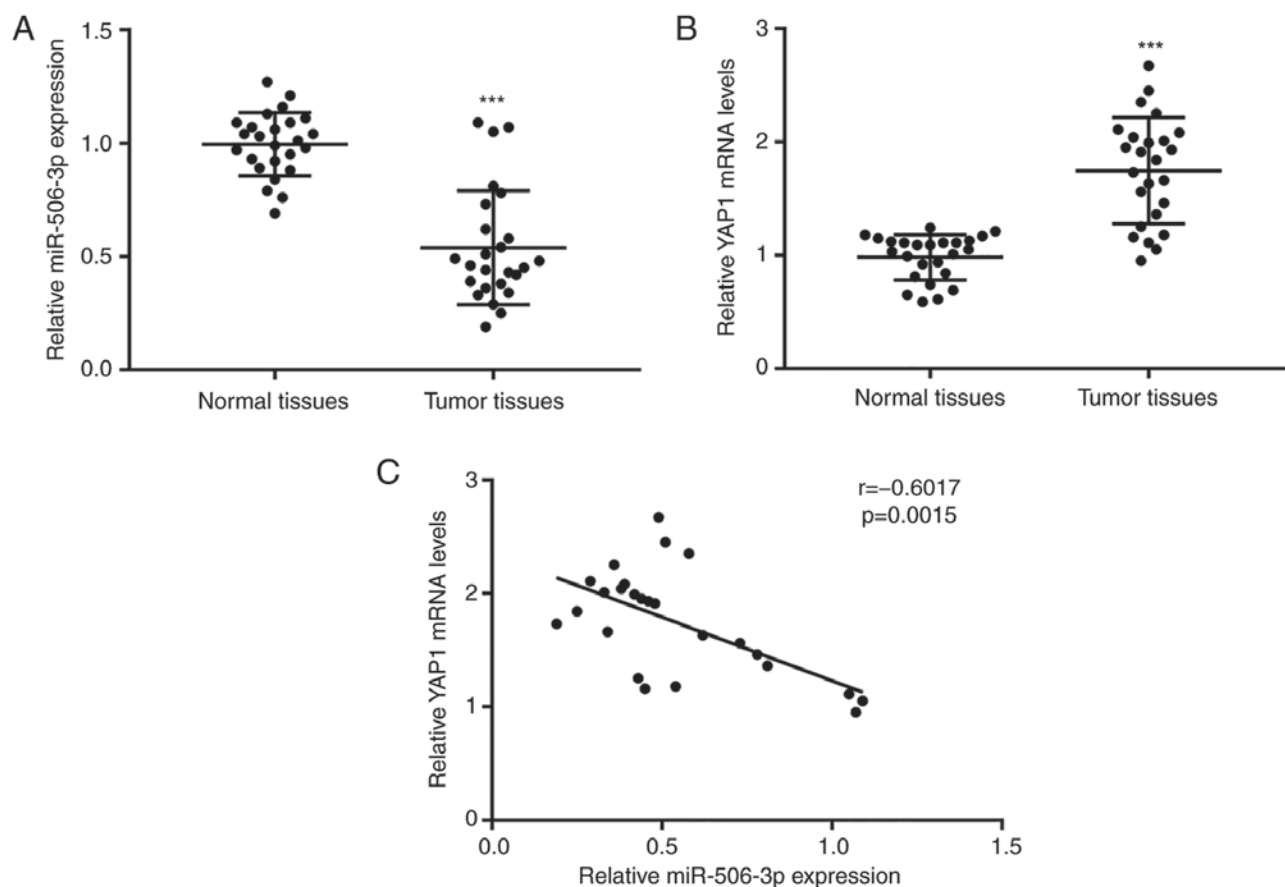 A
Relative miR-506-3p expression
1.5
1.0
0.5
0.0
***
Normal tissues
Tumor tissues
B
Relative YAP1 mRNA levels
3
2
1
0
***
Normal tissues
Tumor tissues
C
Relative YAP1 mRNA levels
3
2
1
0
r=−0.6017
p=0.0015
0.0
0.5
1.0
1.5
Relative miR-506-3p expression